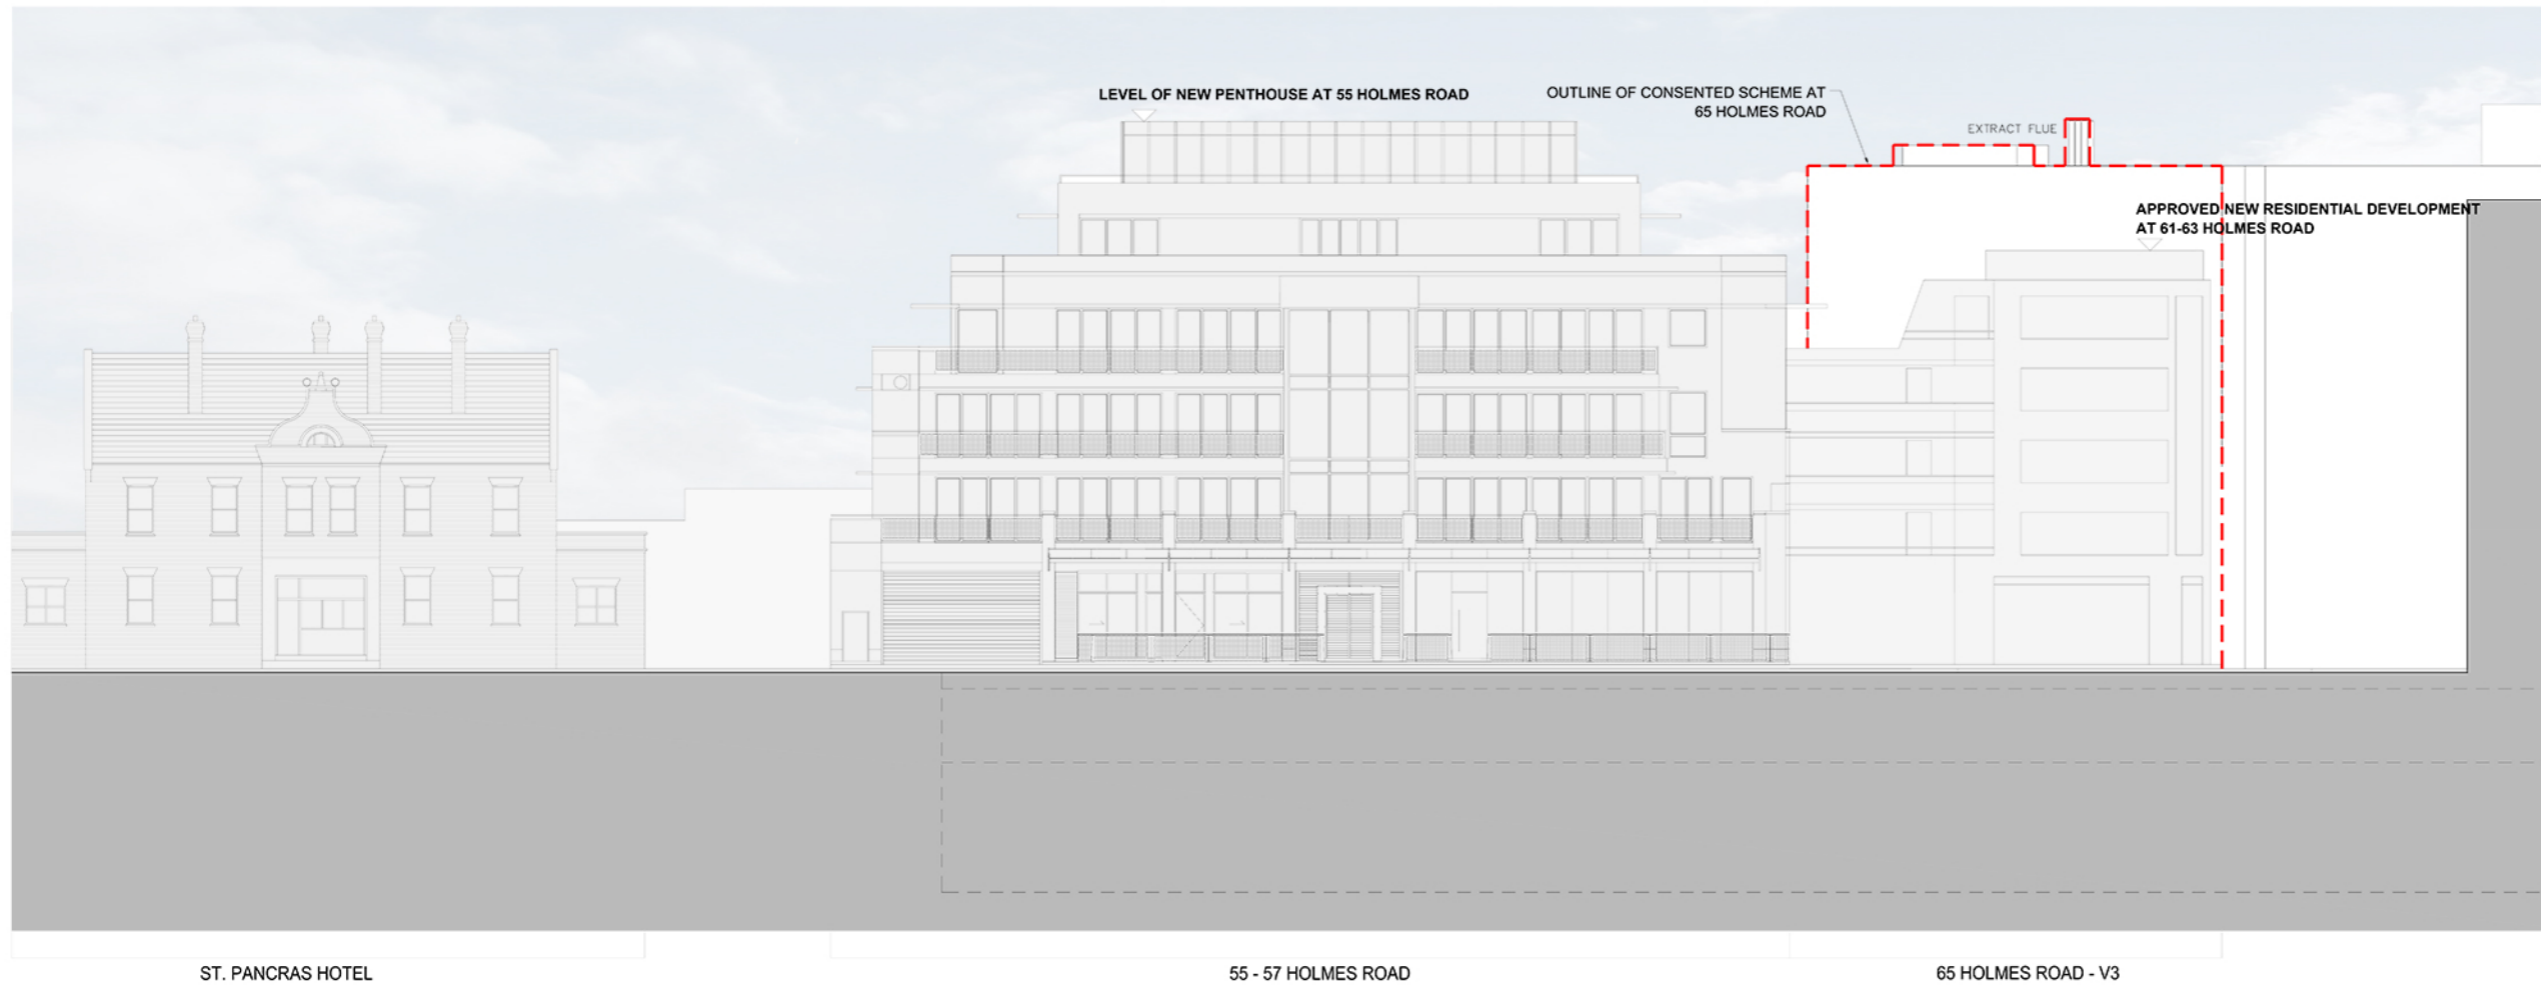 LEVEL OF NEW PENTHOUSE AT 55 HOLMES ROAD
OUTLINE OF CONSENTED SCHEME AT
65 HOLMES ROAD
EXTRACT FLUE
APPROVED NEW RESIDENTIAL DEVELOPMENT
AT 61-63 HOLMES ROAD
ST. PANCRAS HOTEL
55 - 57 HOLMES ROAD
65 HOLMES ROAD - V3